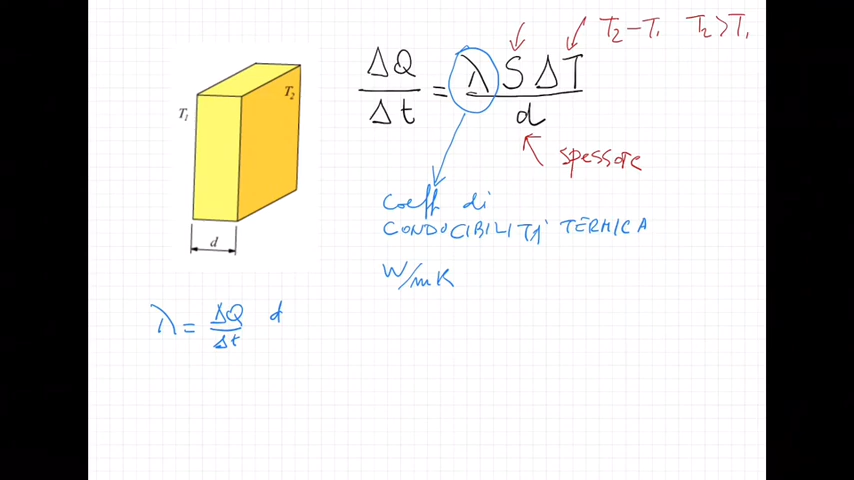 T₂-T₁ T₂>T₁
ΔQ/Δt = λ S ΔT/d
T₁
T₂
spessore
coeff di
CONDUCIBILITÀ TERMICA
d
W/mK
λ = ΔQ/Δt d